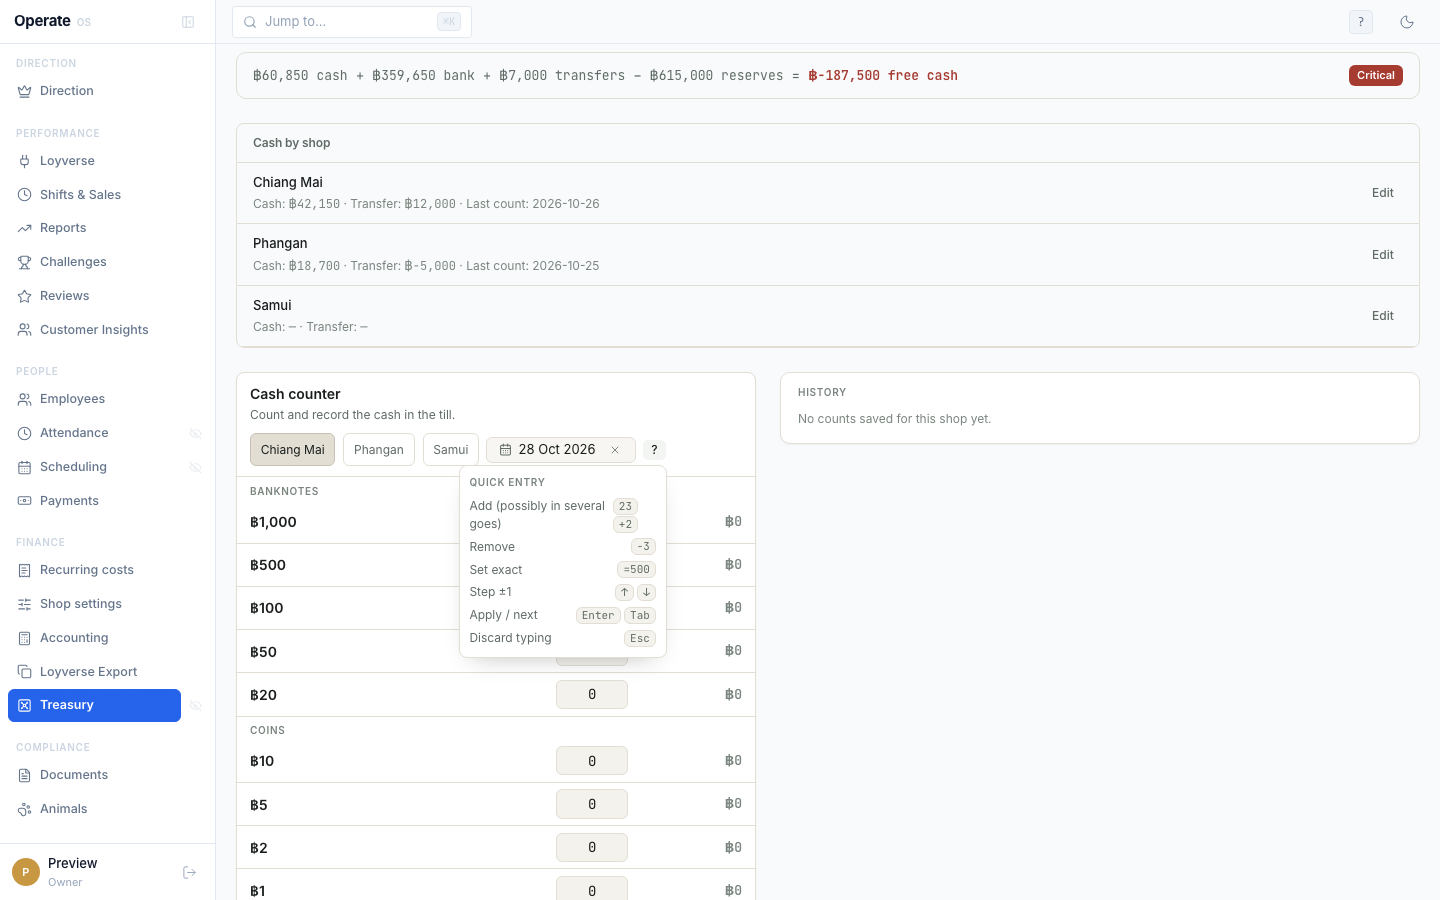 Operate OS
Jump to...
⌘K
?
DIRECTION
Direction
PERFORMANCE
Loyverse
Shifts & Sales
Reports
Challenges
Reviews
Customer Insights
PEOPLE
Employees
Attendance
Scheduling
Payments
FINANCE
Recurring costs
Shop settings
Accounting
Loyverse Export
Treasury
COMPLIANCE
Documents
Animals
P
Preview
Owner
฿60,850 cash + ฿359,650 bank + ฿7,000 transfers − ฿615,000 reserves = ฿-187,500 free cash
Critical
Cash by shop
Chiang Mai
Cash: ฿42,150 · Transfer: ฿12,000 · Last count: 2026-10-26
Edit
Phangan
Cash: ฿18,700 · Transfer: ฿-5,000 · Last count: 2026-10-25
Edit
Samui
Cash: — · Transfer: —
Edit
Cash counter
Count and record the cash in the till.
Chiang Mai Phangan Samui 28 Oct 2026 × ?
BANKNOTES
฿1,000 ฿0
฿500 ฿0
฿100 ฿0
฿50 ฿0
฿20 0 ฿0
COINS
฿10 0 ฿0
฿5 0 ฿0
฿2 0 ฿0
฿1 0 ฿0
QUICK ENTRY
Add (possibly in several 23
goes) +2
Remove -3
Set exact =500
Step ±1 ↑ ↓
Apply / next Enter Tab
Discard typing Esc
HISTORY
No counts saved for this shop yet.